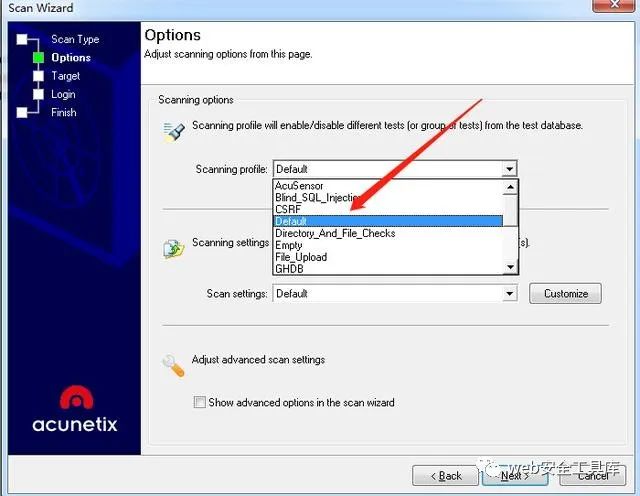 Scan Wizard
Scan Type
Options
Target
Login
Finish
Options
Adjust scanning options from this page.
Scanning options
Scanning profile will enable/disable different tests (or group of tests) from the test database.
Scanning profile: Default
AcuSensor
Blind_SQL_Injection
CSRF
Default
Directory_And_File_Checks
Empty
File_Upload
GHDB
Scanning settings
s).
Scan settings: Default
Customize
Adjust advanced scan settings
Show advanced options in the scan wizard
acunetix
< Back
Next >
Cancel
web安全工具库